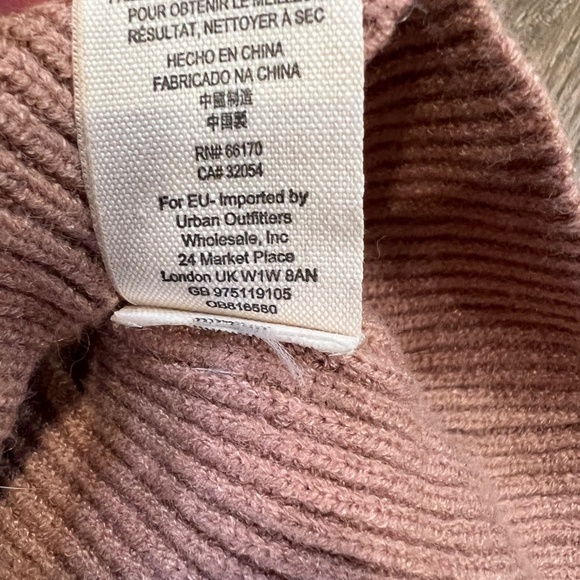 POUR OBTENIR LE MEILLEUR
RÉSULTAT, NETTOYER À SEC
HECHO EN CHINA
FABRICADO NA CHINA
中國制造
中国製
RN# 66170
CA# 32054
For EU- Imported by
Urban Outfitters
Wholesale, Inc
24 Market Place
London UK W1W 8AN
GB 975119105
OB816580